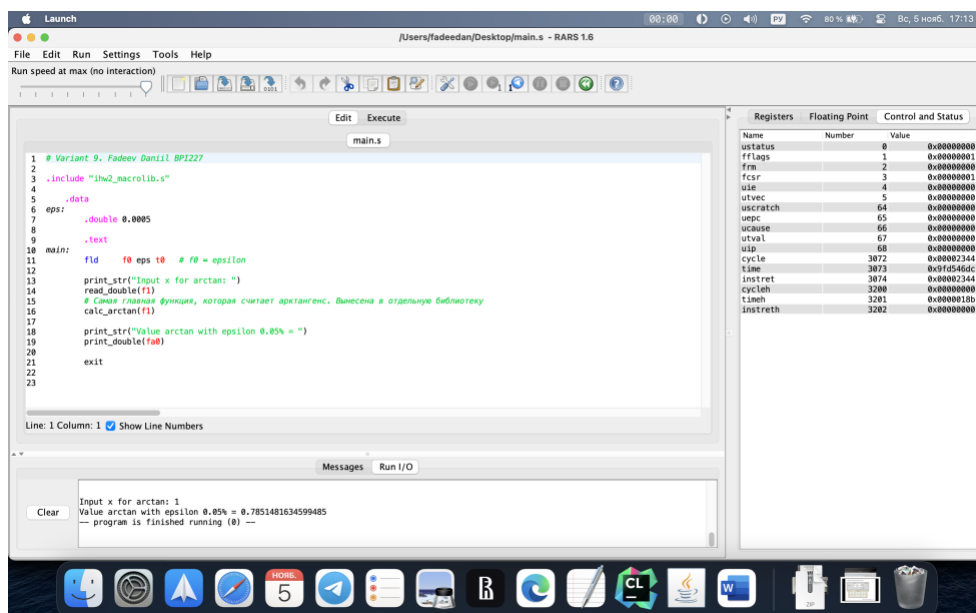 Launch 00:00 РУ 80 % Вс, 5 нояб. 17:13
/Users/fadeedan/Desktop/main.s - RARS 1.6
File Edit Run Settings Tools Help
Run speed at max (no interaction)
Edit Execute
main.s
1 # Variant 9. Fadeev Daniil BPI227
2
3 .include "ihw2_macrolib.s"
4
5 .data
6 eps:
7 .double 0.0005
8
9 .text
10 main:
11 fld f0 eps t0 # f0 = epsilon
12
13 print_str("Input x for arctan: ")
14 read_double(f1)
15 # Самая главная функция, которая считает арктангенс. Вынесена в отдельную библиотеку
16 calc_arctan(f1)
17
18 print_str("Value arctan with epsilon 0.05% = ")
19 print_double(fa0)
20
21 exit
22
23
Line: 1 Column: 1 Show Line Numbers
Messages Run I/O
Clear
Input x for arctan: 1
Value arctan with epsilon 0.05% = 0.7851481634599485
-- program is finished running (0) --
Registers Floating Point Control and Status
Name Number Value
ustatus 0 0x00000000
fflags 1 0x00000001
frm 2 0x00000000
fcsr 3 0x00000001
uie 4 0x00000000
utvec 5 0x00000000
uscratch 64 0x00000000
uepc 65 0x00000000
ucause 66 0x00000000
utval 67 0x00000000
uip 68 0x00000000
cycle 3072 0x00002344
time 3073 0x9fd546dc
instret 3074 0x00002344
cycleh 3200 0x00000000
timeh 3201 0x0000018b
instreth 3202 0x00000000
НОЯБ.
5
CL
W
ZIP